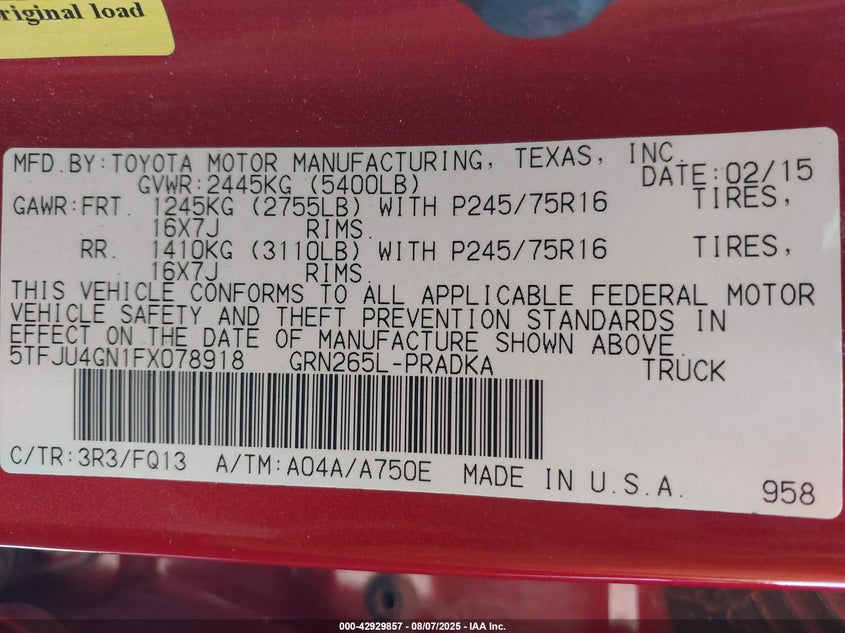 riginal load
MFD.BY:TOYOTA MOTOR MANUFACTURING, TEXAS, INC.
GVWR:2445KG (5400LB) DATE:02/15
GAWR:FRT. 1245KG (2755LB) WITH P245/75R16 TIRES,
16X7J RIMS
RR. 1410KG (3110LB) WITH P245/75R16 TIRES,
16X7J RIMS
THIS VEHICLE CONFORMS TO ALL APPLICABLE FEDERAL MOTOR
VEHICLE SAFETY AND THEFT PREVENTION STANDARDS IN
EFFECT ON THE DATE OF MANUFACTURE SHOWN ABOVE.
5TFJU4GN1FX078918 GRN265L-PRADKA TRUCK
C/TR:3R3/FQ13 A/TM:A04A/A750E MADE IN U.S.A.
958
000-42929857 - 08/07/2025 - IAA Inc.